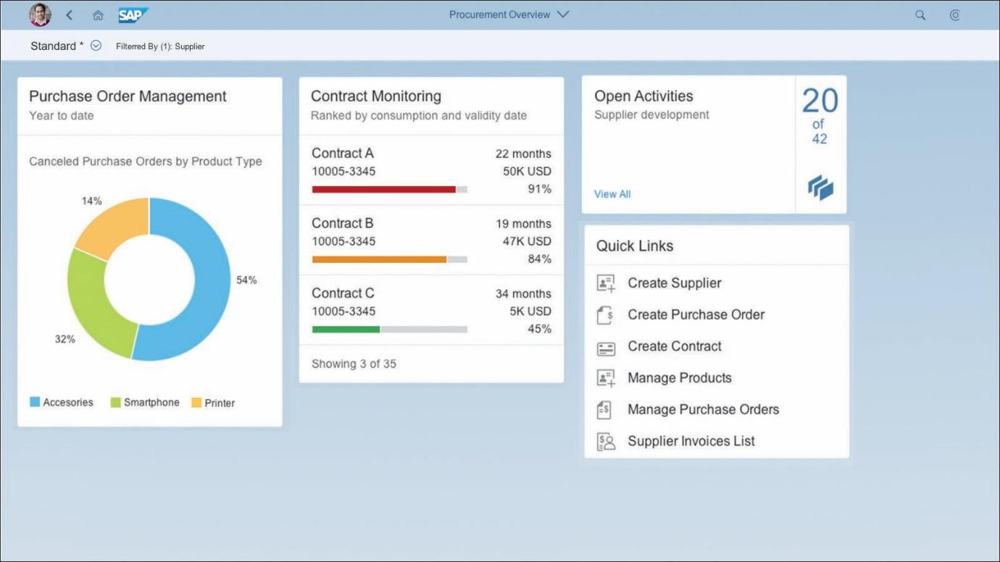 SAP
Procurement Overview
Standard *
Filterred By (1): Supplier
Purchase Order Management
Year to date
Canceled Purchase Orders by Product Type
14%
54%
32%
Accesories
Smartphone
Printer
Contract Monitoring
Ranked by consumption and validity date
Contract A
22 months
10005-3345
50K USD
91%
Contract B
19 months
10005-3345
47K USD
84%
Contract C
34 months
10005-3345
5K USD
45%
Showing 3 of 35
Open Activities
Supplier development
View All
20
of
42
Quick Links
Create Supplier
Create Purchase Order
Create Contract
Manage Products
Manage Purchase Orders
Supplier Invoices List